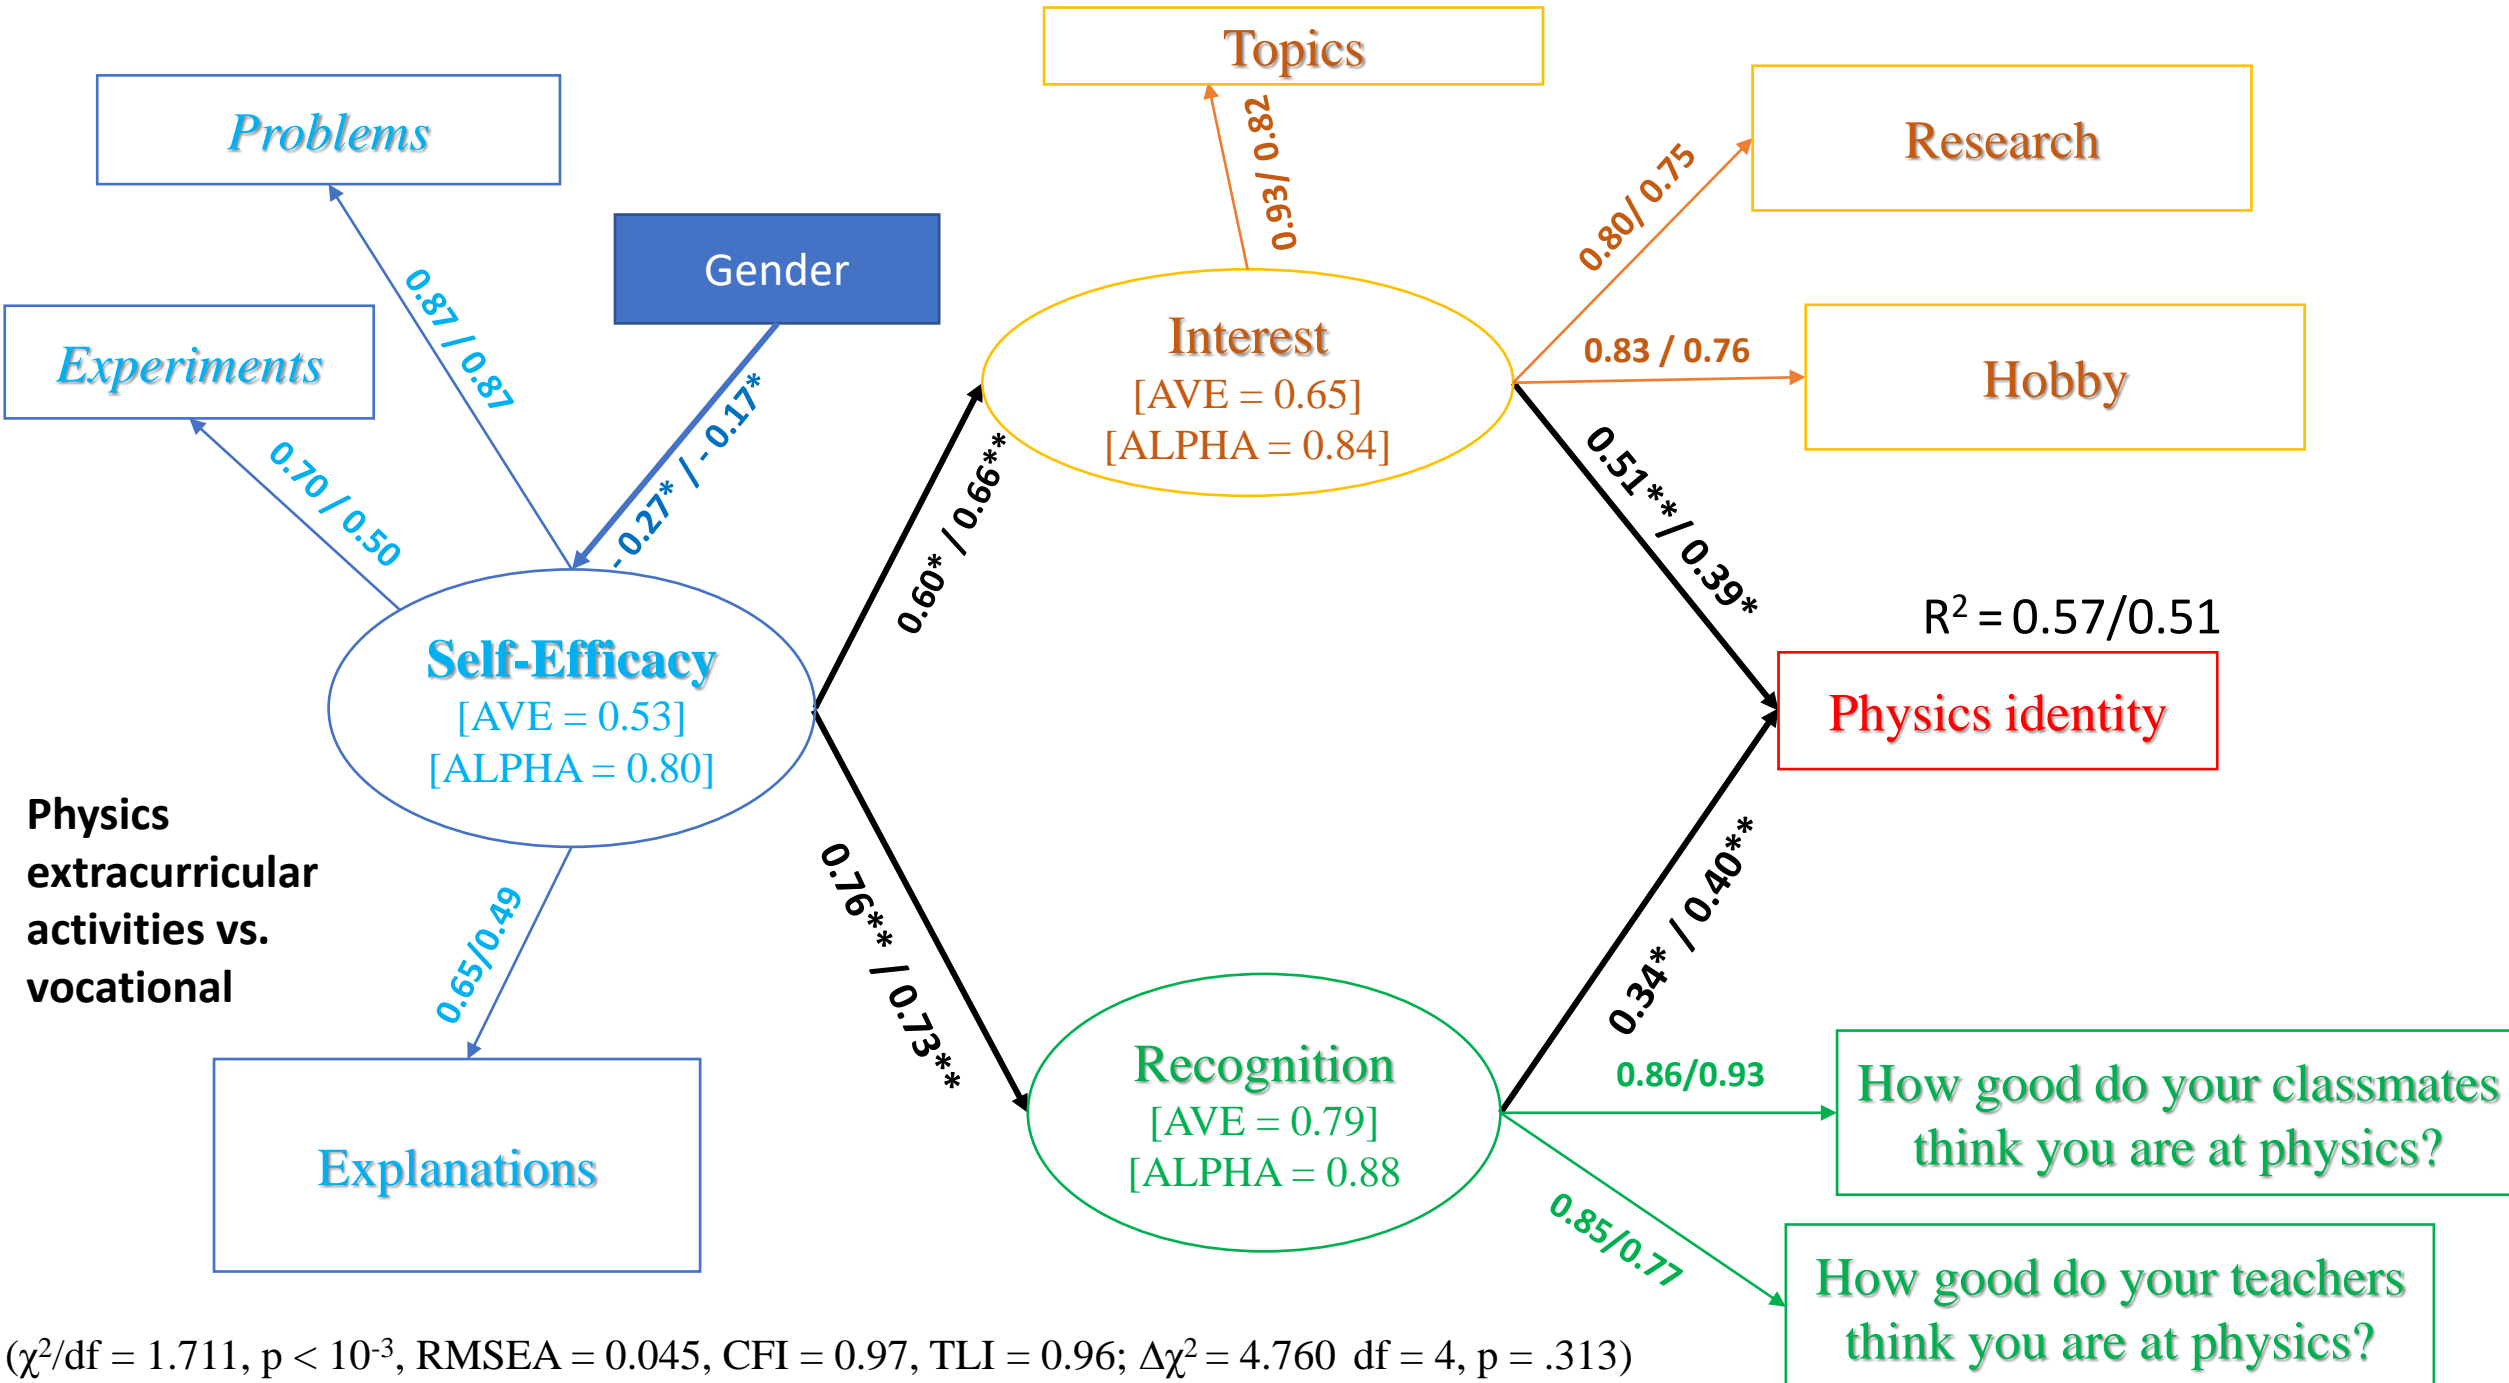 Topics
0.93 / 0.82
Problems
Research
0.80/ 0.75
Gender
0.87 / 0.87
Experiments
Interest
[AVE = 0.65]
[ALPHA = 0.84]
0.83 / 0.76
Hobby
- 0.27* / - 0.17*
0.70 / 0.50
0.60* / 0.66**
0.51**/ 0.39*
R² = 0.57/0.51
Self-Efficacy
[AVE = 0.53]
[ALPHA = 0.80]
Physics identity
Physics
extracurricular
activities vs.
vocational
0.76** / 0.73**
0.34* / 0.40**
0.65/0.49
Recognition
[AVE = 0.79]
[ALPHA = 0.88
0.86/0.93
How good do your classmates
think you are at physics?
Explanations
0.85/0.77
How good do your teachers
think you are at physics?
(χ²/df = 1.711, p < 10⁻³, RMSEA = 0.045, CFI = 0.97, TLI = 0.96; Δχ² = 4.760 df = 4, p = .313)